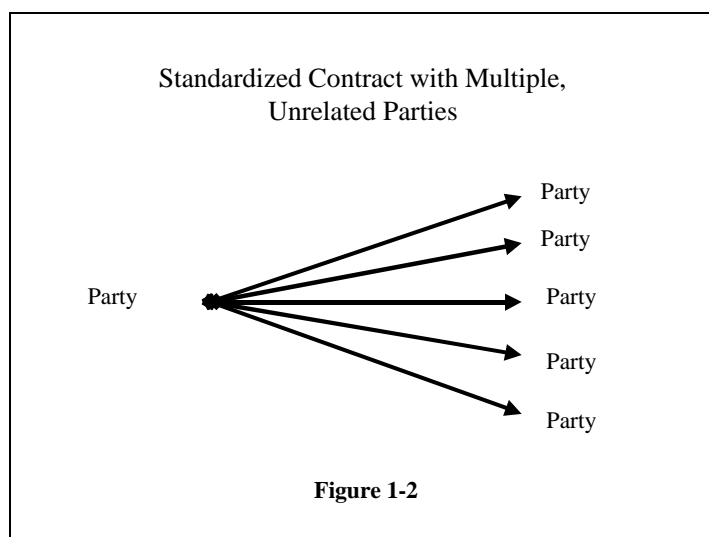 Standardized Contract with Multiple,
Unrelated Parties
Party
Party
Party
Party
Party
Party
Figure 1-2